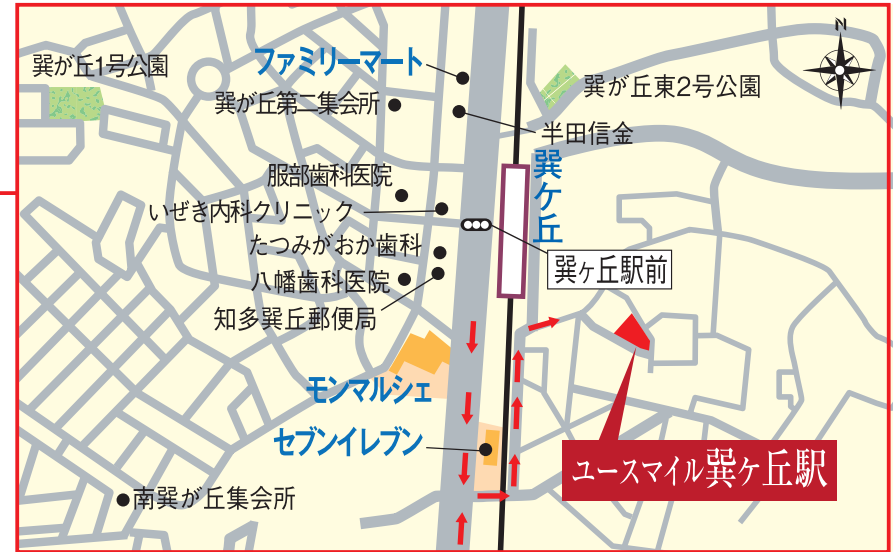 N
巽が丘1号公園
ファミリーマート
巽が丘第二集会所
巽が丘東2号公園
半田信金
巽ケ丘
服部歯科医院
いぜき内科クリニック
たつみがおか歯科
巽ヶ丘駅前
八幡歯科医院
知多巽丘郵便局
モンマルシェ
セブンイレブン
ユースマイル巽ヶ丘駅
南巽が丘集会所